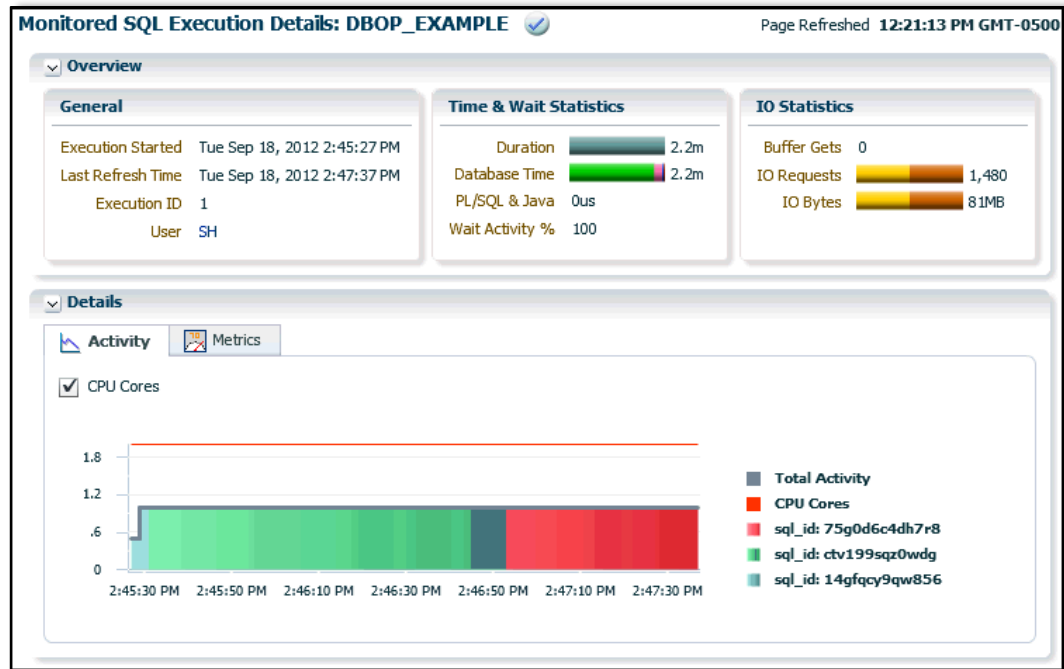 Monitored SQL Execution Details: DBOP_EXAMPLE
Page Refreshed 12:21:13 PM GMT-0500
Overview
General
Execution Started Tue Sep 18, 2012 2:45:27 PM
Last Refresh Time Tue Sep 18, 2012 2:47:37 PM
Execution ID 1
User SH
Time & Wait Statistics
Duration 2.2m
Database Time 2.2m
PL/SQL & Java 0us
Wait Activity % 100
IO Statistics
Buffer Gets 0
IO Requests 1,480
IO Bytes 81MB
Details
Activity
Metrics
CPU Cores
1.8
1.2
.6
0
2:45:30 PM 2:45:50 PM 2:46:10 PM 2:46:30 PM 2:46:50 PM 2:47:10 PM 2:47:30 PM
Total Activity
CPU Cores
sql_id: 75g0d6c4dh7r8
sql_id: ctv199sqz0wdg
sql_id: 14gfqcy9qw856